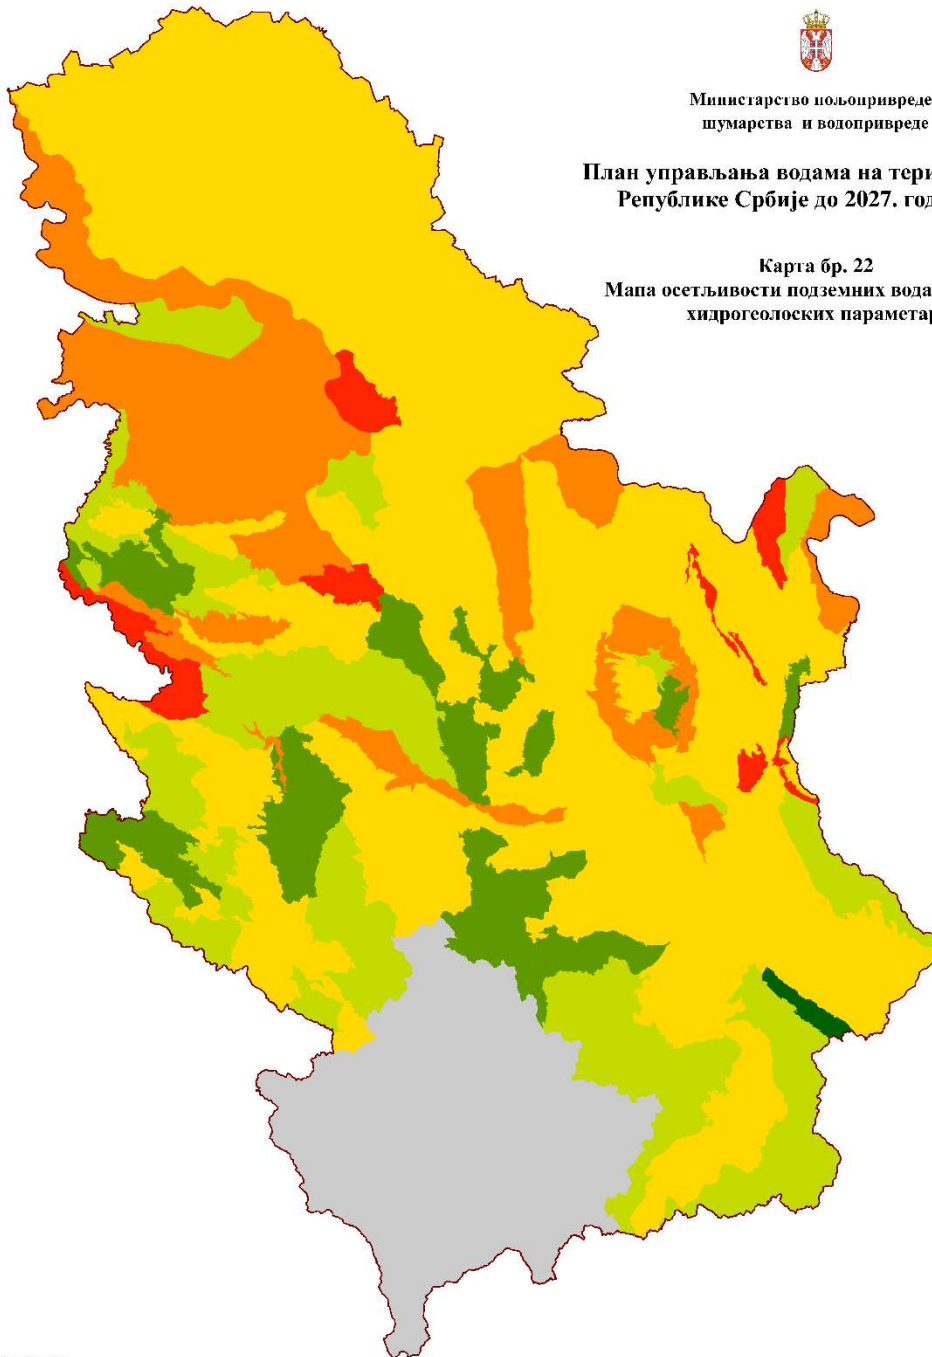 Министарство пољопривреде
шумарства и водопривреде
План управљања водама на тери
Републике Србије до 2027. год
Карта бр. 22
Мапа осетљивости подземних вода
хидрогеолоских параметар